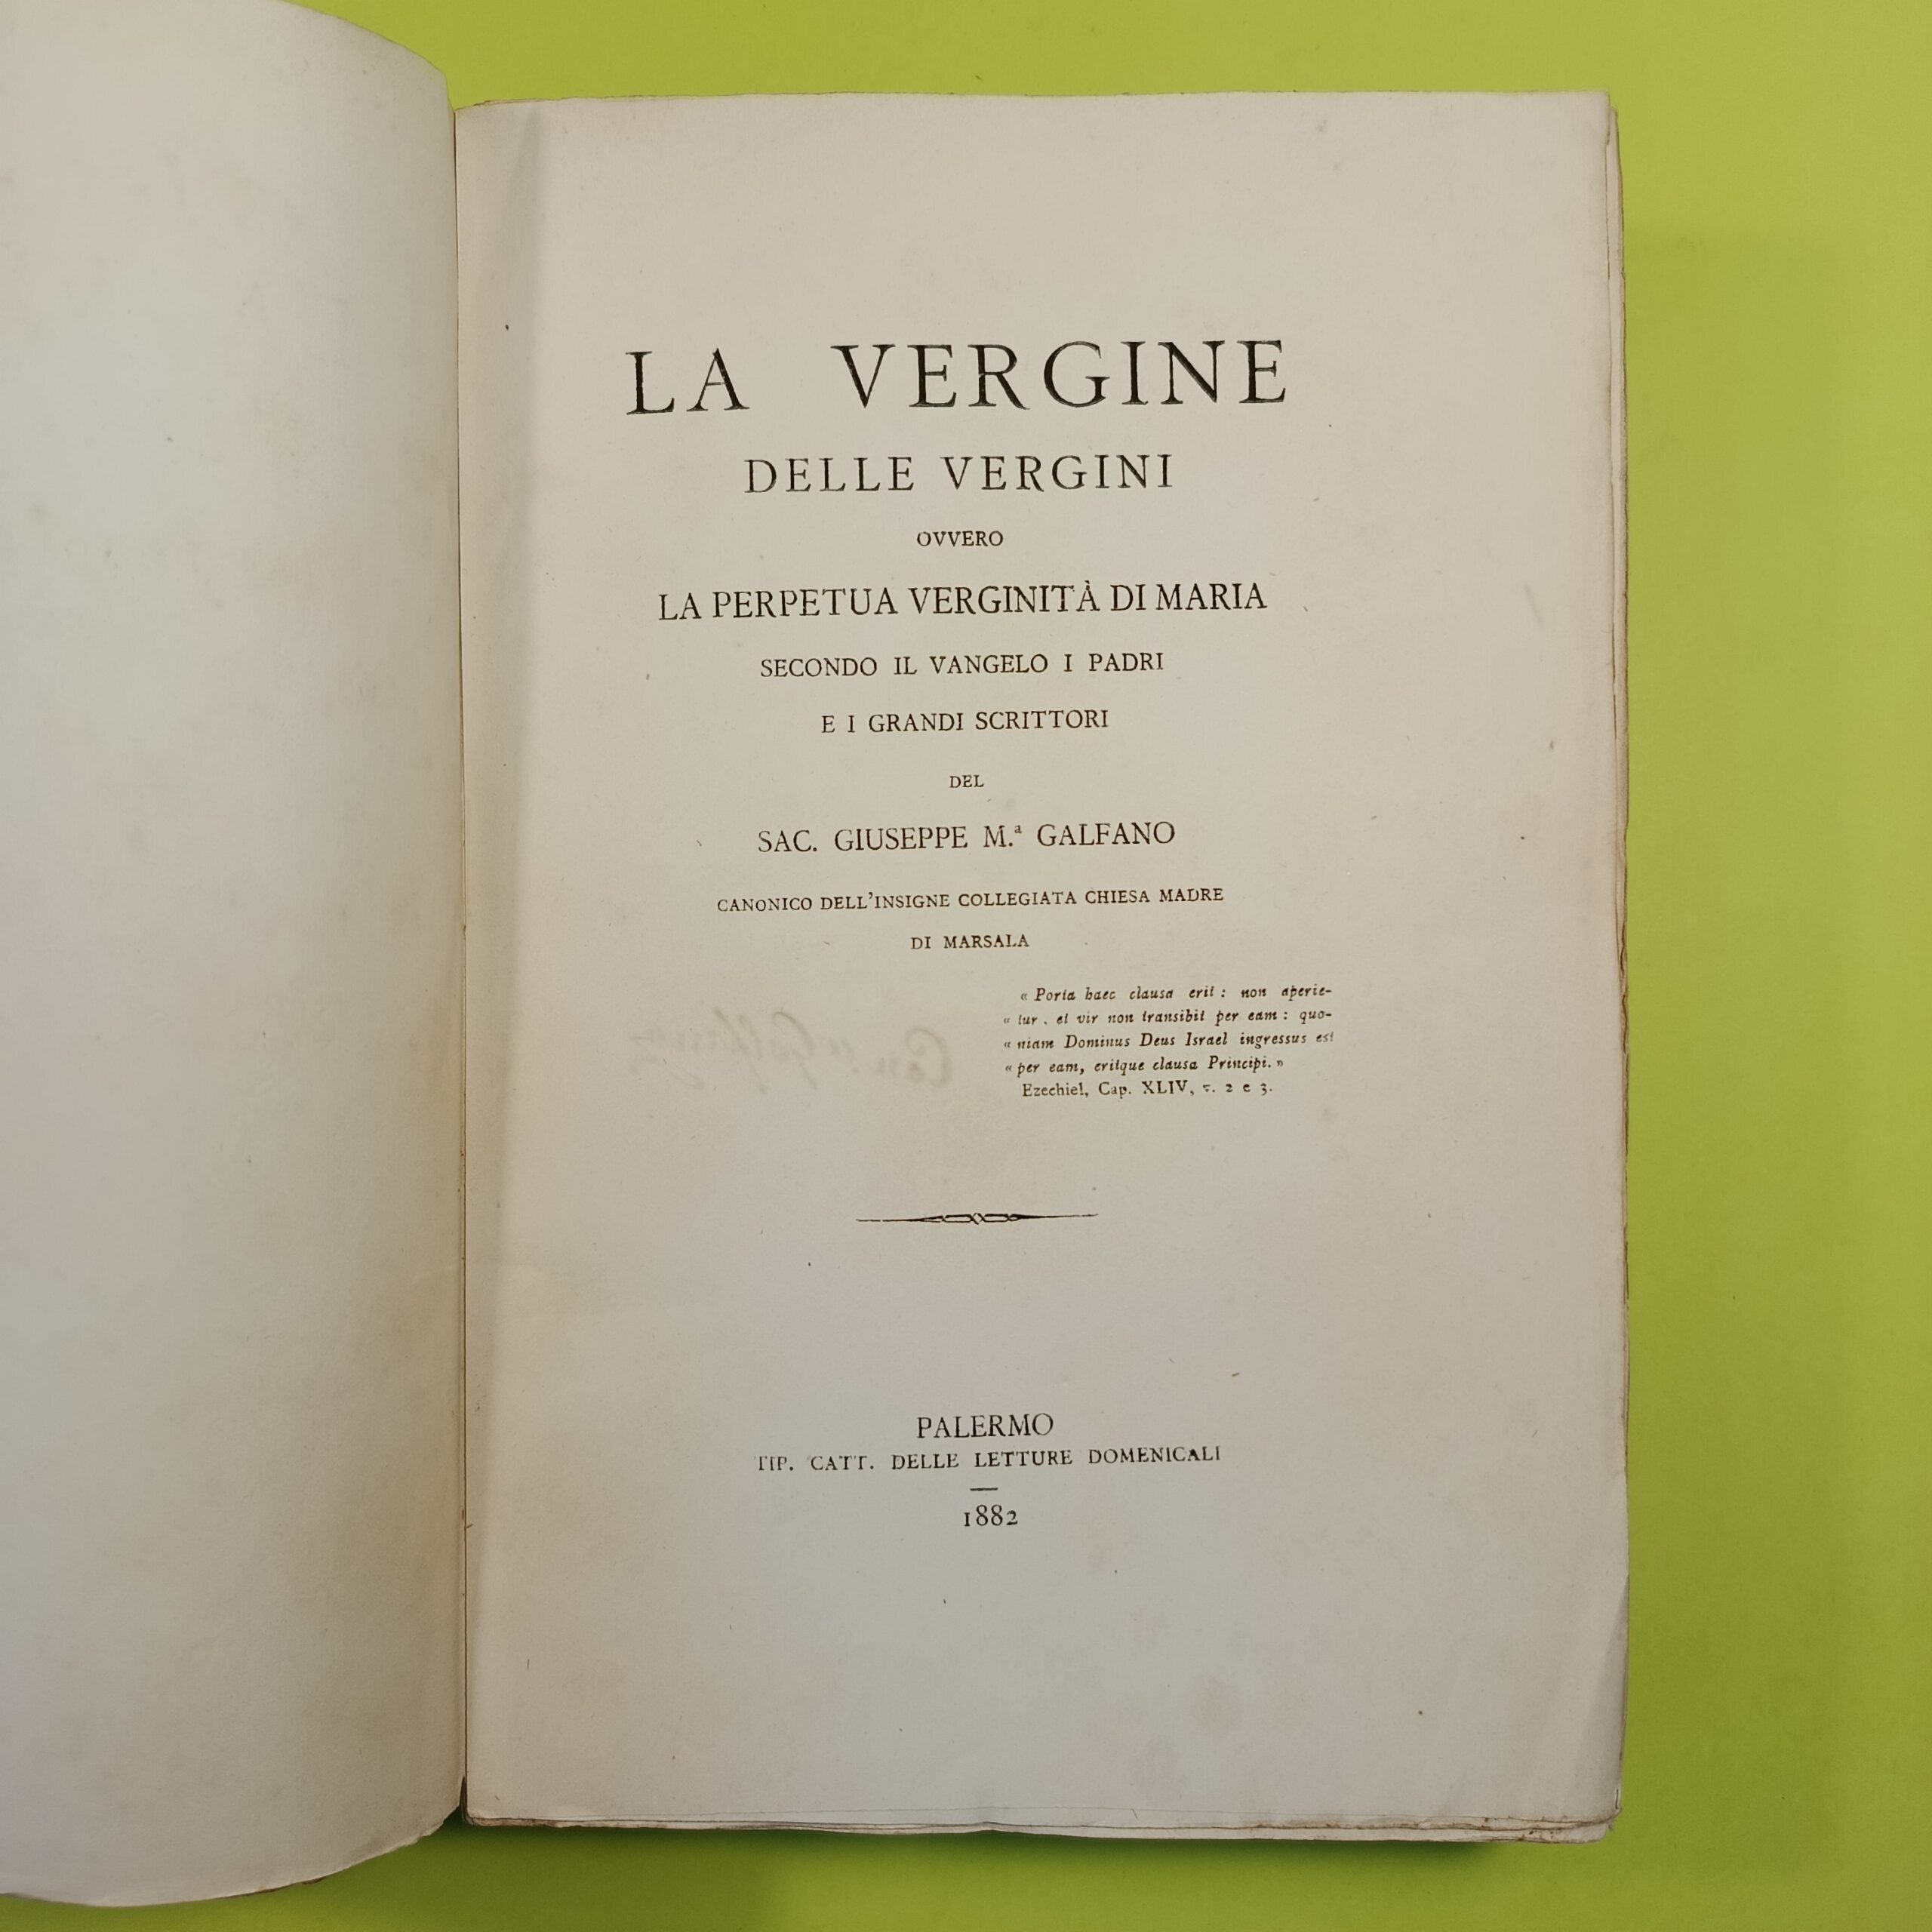 LA VERGINE
DELLE VERGINI
OVVERO
LA PERPETUA VERGINITÀ DI MARIA
SECONDO IL VANGELO I PADRI
E I GRANDI SCRITTORI
DEL
SAC. GIUSEPPE M.ª GALFANO
CANONICO DELL'INSIGNE COLLEGIATA CHIESA MADRE
DI MARSALA
« Porta haec clausa erit : non aperie-
« tur , et vir non transibit per eam : quo-
« niam Dominus Deus Israel ingressus est
« per eam, eritque clausa Principi. »
Ezechiel, Cap. XLIV, v. 2 e 3.
PALERMO
TIP. CATT. DELLE LETTURE DOMENICALI
1882